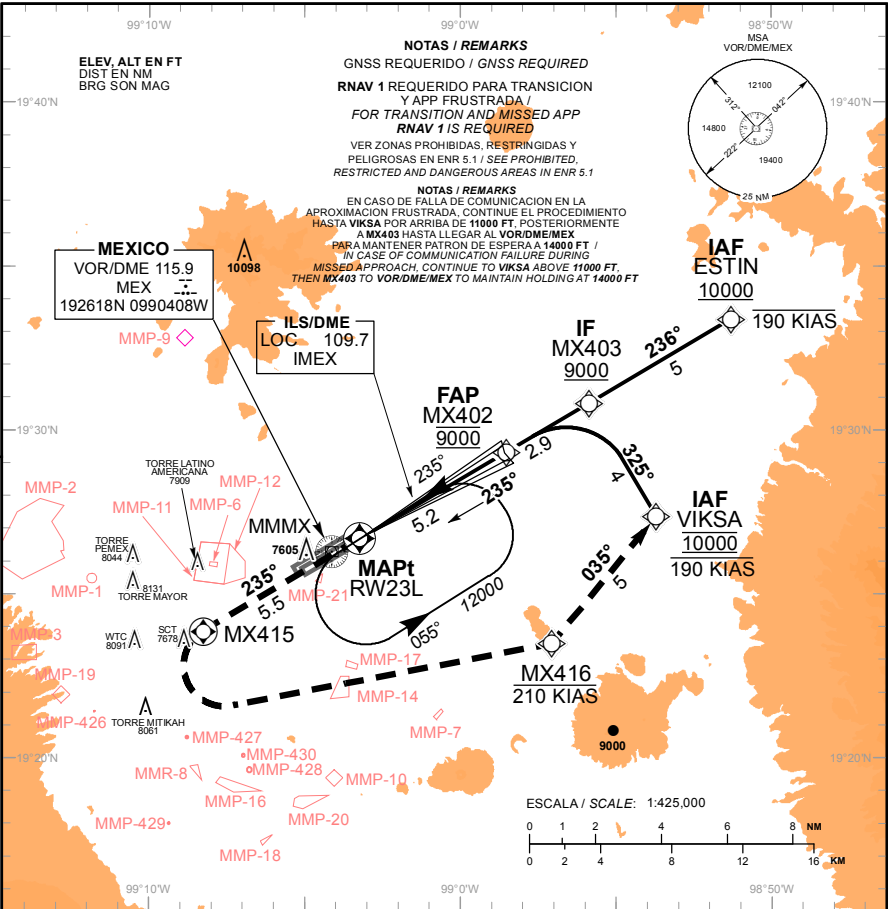 99°10'W
99°00'W
98°50'W
ELEV, ALT EN FT
DIST EN NM
BRG SON MAG
NOTAS / REMARKS
GNSS REQUERIDO / GNSS REQUIRED
RNAV 1 REQUERIDO PARA TRANSICION
Y APP FRUSTRADA /
FOR TRANSITION AND MISSED APP
RNAV 1 IS REQUIRED
VER ZONAS PROHIBIDAS, RESTRINGIDAS Y
PELIGROSAS EN ENR 5.1 / SEE PROHIBITED,
RESTRICTED AND DANGEROUS AREAS IN ENR 5.1
NOTAS / REMARKS
EN CASO DE FALLA DE COMUNICACION EN LA
APROXIMACION FRUSTRADA, CONTINUE EL PROCEDIMIENTO
HASTA VIKSA POR ARRIBA DE 11000 FT, POSTERIORMENTE
A MX403 HASTA LLEGAR AL VOR/DME/MEX
PARA MANTENER PATRON DE ESPERA A 14000 FT /
IN CASE OF COMMUNICATION FAILURE DURING
MISSED APPROACH, CONTINUE TO VIKSA ABOVE 11000 FT,
THEN MX403 TO VOR/DME/MEX TO MAINTAIN HOLDING AT 14000 FT
MSA
VOR/DME/MEX
12100
312°
042°
14800
222°
19400
25 NM
19°40'N
19°40'N
MEXICO
VOR/DME 115.9
MEX
192618N 0990408W
10098
MMP-9
ILS/DME
LOC 109.7
IMEX
IAF
ESTIN
10000
190 KIAS
236°
5
IF
MX403
9000
FAP
MX402
9000
2.9
19°30'N
19°30'N
325°
4
235°
5.2
235°
IAF
VIKSA
10000
190 KIAS
TORRE LATINO
AMERICANA
7909
MMP-2
MMP-11
MMP-6
MMP-12
MMMX
7605
TORRE
PEMEX
8044
MMP-1
8131
TORRE MAYOR
MAPt
RW23L
MMP-21
235°
5.5
12000
055°
035°
5
MX415
MX416
210 KIAS
MMP-3
WTC
8091
SCT
7678
MMP-19
MMP-17
MMP-14
MMP-426
TORRE MITIKAH
8061
MMP-7
MMP-427
MMP-430
MMP-428
MMR-8
MMP-10
MMP-16
MMP-20
9000
19°20'N
19°20'N
MMP-429
MMP-18
ESCALA / SCALE: 1:425,000
0 1 2 4 6 8 NM
0 2 4 8 12 16 KM
99°10'W
99°00'W
98°50'W